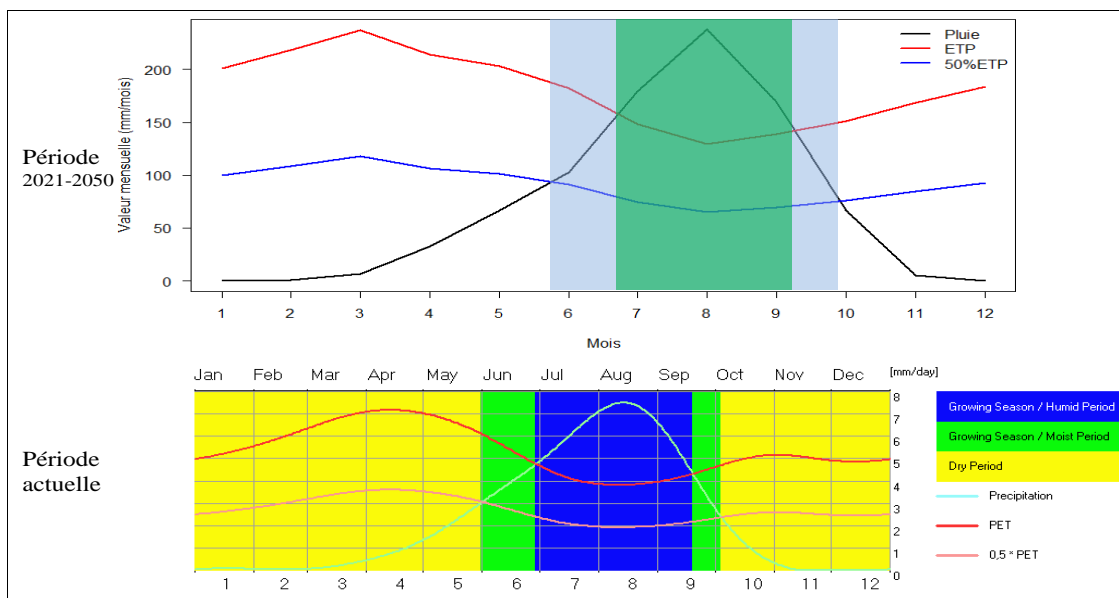 Période
2021-2050
Valeur mensuelle (mm/mois)
200
150
100
50
0
Pluie
ETP
50%ETP
1 2 3 4 5 6 7 8 9 10 11 12
Mois
Période
actuelle
Jan Feb Mar Apr May Jun Jul Aug Sep Oct Nov Dec [mm/day]
8
7
6
5
4
3
2
1
0
1 2 3 4 5 6 7 8 9 10 11 12
Growing Season / Humid Period
Growing Season / Moist Period
Dry Period
Precipitation
PET
0,5 * PET